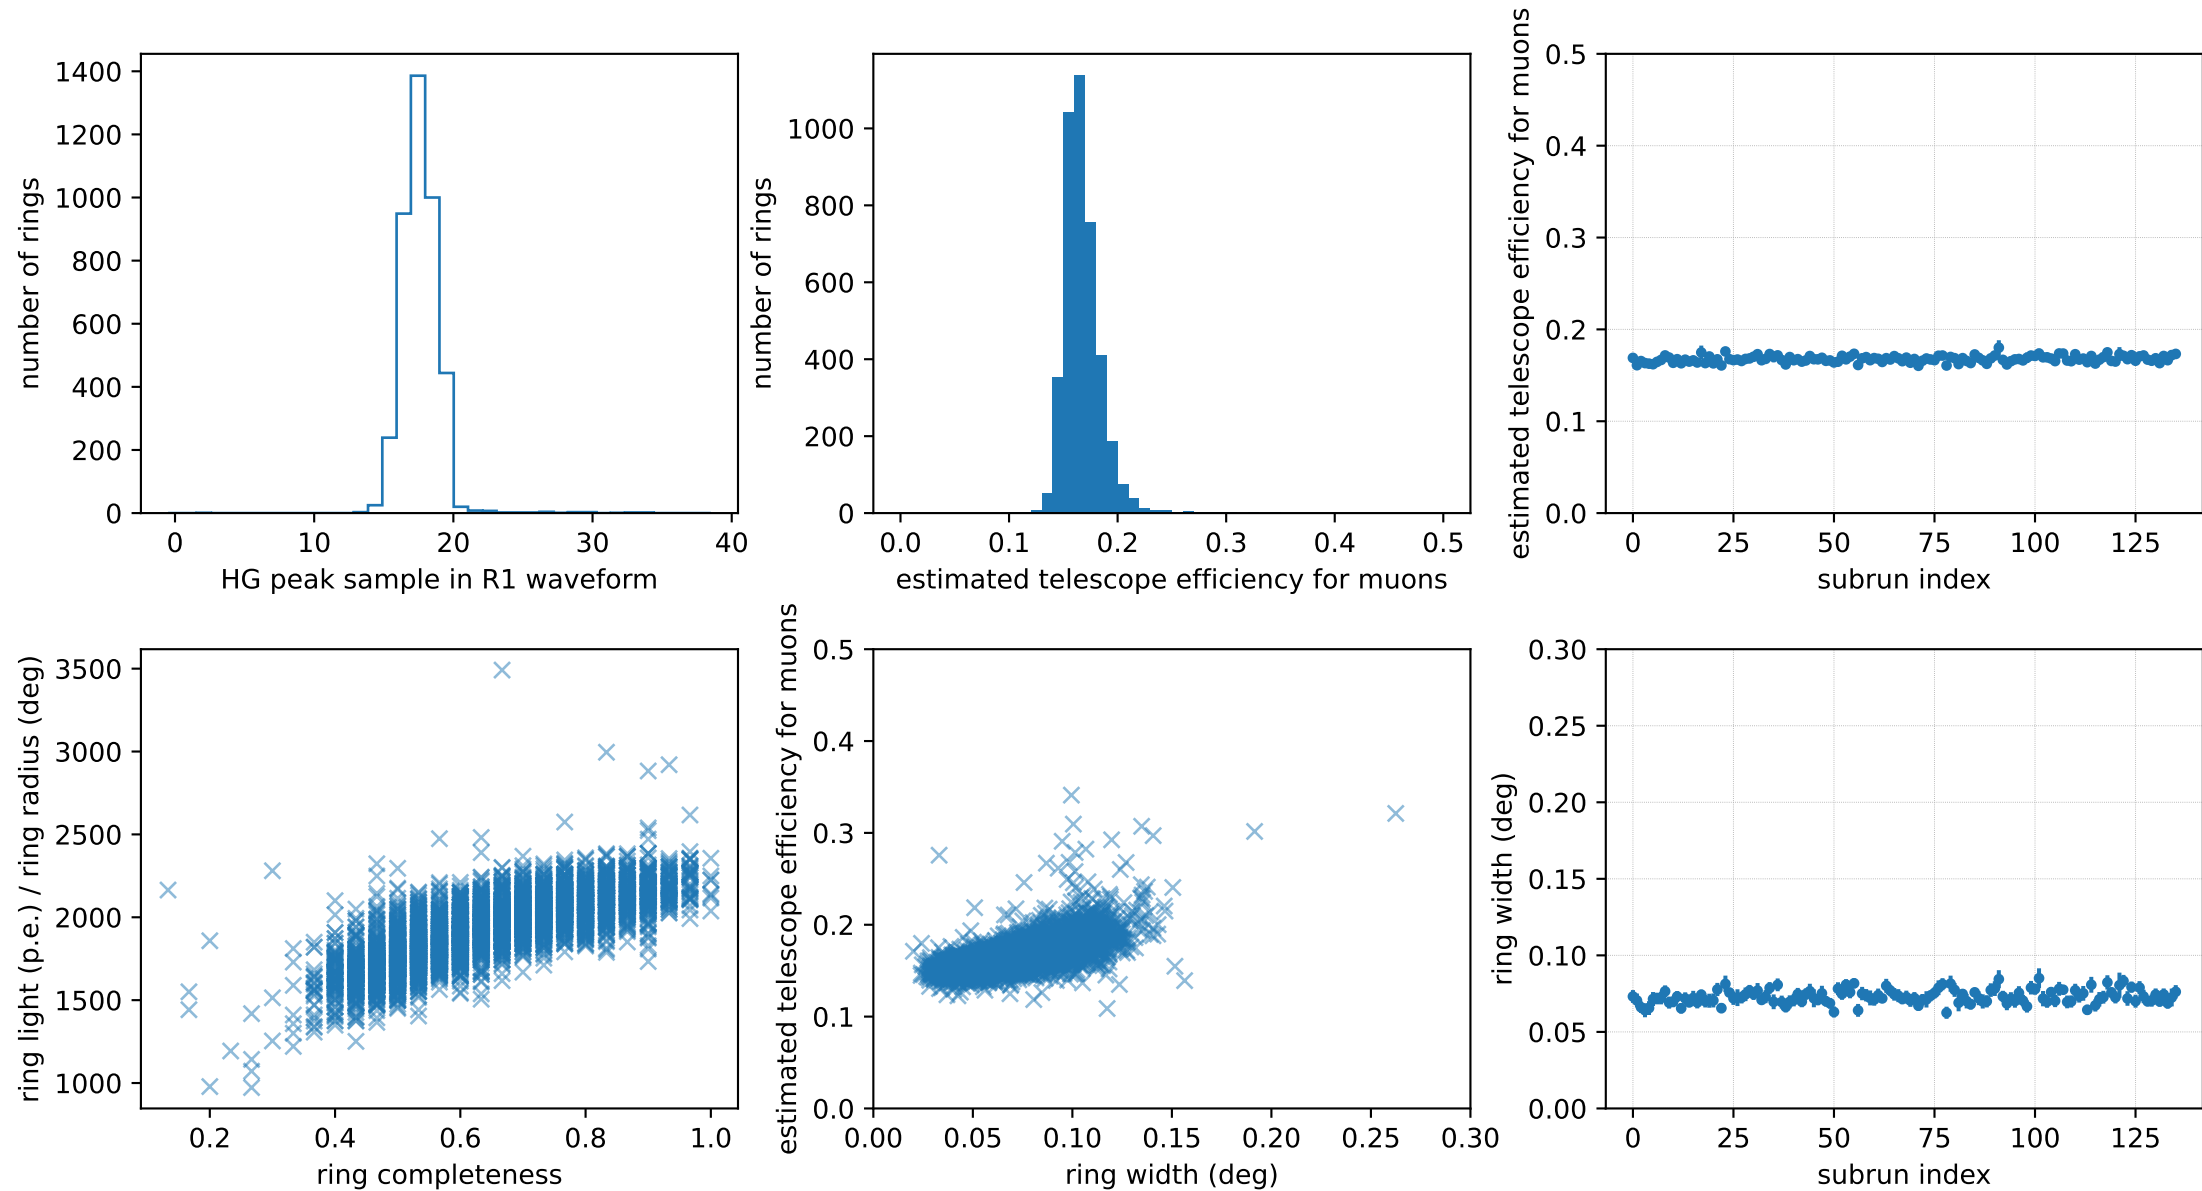 1400
1200
1000
800
600
400
200
0
number of rings
0 10 20 30 40
HG peak sample in R1 waveform
1000
800
600
400
200
0
number of rings
0.0 0.1 0.2 0.3 0.4 0.5
estimated telescope efficiency for muons
0.5
0.4
0.3
0.2
0.1
0.0
estimated telescope efficiency for muons
0 25 50 75 100 125
subrun index
3500
3000
2500
2000
1500
1000
ring light (p.e.) / ring radius (deg)
0.2 0.4 0.6 0.8 1.0
ring completeness
0.5
0.4
0.3
0.2
0.1
0.0
estimated telescope efficiency for muons
0.00 0.05 0.10 0.15 0.20 0.25 0.30
ring width (deg)
0.30
0.25
0.20
0.15
0.10
0.05
0.00
ring width (deg)
0 25 50 75 100 125
subrun index